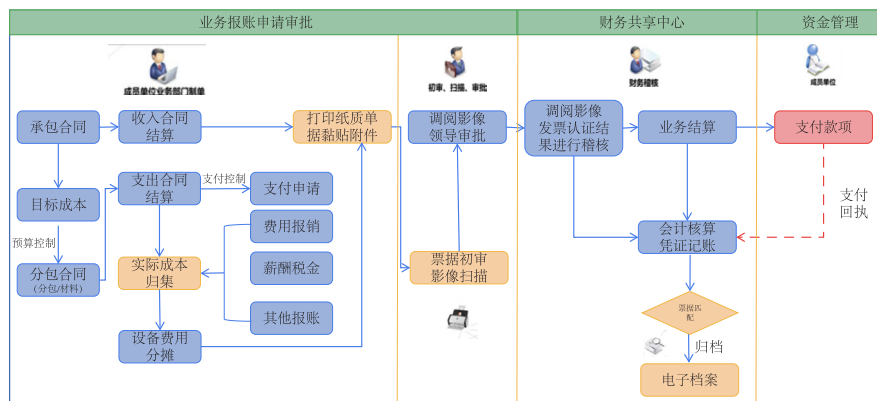 业务报账申请审批
财务共享中心
资金管理
成员单位业务部门制单
初审、扫描、审批
财务稽核
成员单位
承包合同
收入合同
结算
打印纸质单
据黏贴附件
调阅影像
领导审批
调阅影像
发票认证结
果进行稽核
业务结算
支付款项
目标成本
支出合同
结算
支付控制
支付申请
支付
回执
费用报销
预算控制
会计核算
凭证记账
分包合同
(分包/材料)
实际成本
归集
薪酬税金
票据初审
影像扫描
其他报账
票据匹
配
设备费用
分摊
归档
电子档案